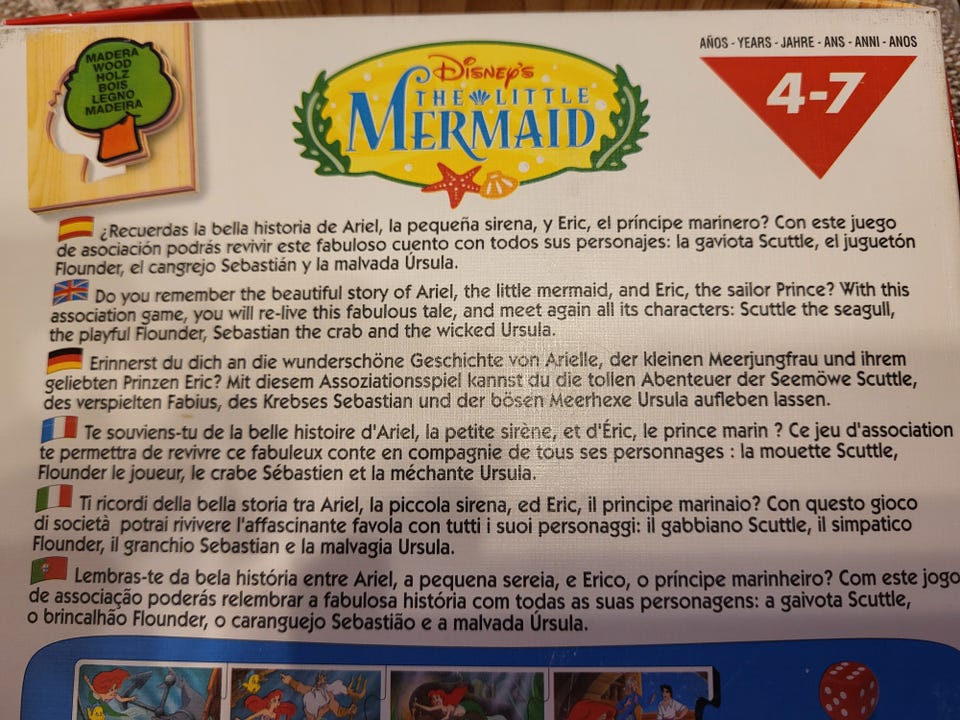 MADERA
WOOD
HOLZ
BOIS
LEGNO
MADEIRA
DISNEY'S
THE LITTLE
MERMAID
AÑOS - YEARS - JAHRE - ANS - ANNI - ANOS
4-7
¿Recuerdas la bella historia de Ariel, la pequeña sirena, y Eric, el príncipe marinero? Con este juego
de asociación podrás revivir este fabuloso cuento con todos sus personajes: la gaviota Scuttle, el juguetón
Flounder, el cangrejo Sebastián y la malvada Úrsula.
Do you remember the beautiful story of Ariel, the little mermaid, and Eric, the sailor Prince? With this
association game, you will re-live this fabulous tale, and meet again all its characters: Scuttle the seagull,
the playful Flounder, Sebastian the crab and the wicked Ursula.
Erinnerst du dich an die wunderschöne Geschichte von Arielle, der kleinen Meerjungfrau und ihrem
geliebten Prinzen Eric? Mit diesem Assoziationsspiel kannst du die tollen Abenteuer der Seemöwe Scuttle,
des verspielten Fabius, des Krebses Sebastian und der bösen Meerhexe Ursula aufleben lassen.
Te souviens-tu de la belle histoire d'Ariel, la petite sirène, et d'Éric, le prince marin ? Ce jeu d'association
te permettra de revivre ce fabuleux conte en compagnie de tous ses personnages : la mouette Scuttle,
Flounder le joueur, le crabe Sébastien et la méchante Ursula.
Ti ricordi della bella storia tra Ariel, la piccola sirena, ed Eric, il principe marinaio? Con questo gioco
di società potrai rivivere l'affascinante favola con tutti i suoi personaggi: il gabbiano Scuttle, il simpatico
Flounder, il granchio Sebastian e la malvagia Ursula.
Lembras-te da bela história entre Ariel, a pequena sereia, e Erico, o príncipe marinheiro? Com este jogo
de associação poderás relembrar a fabulosa história com todas as suas personagens: a gaivota Scuttle,
o brincalhão Flounder, o caranguejo Sebastião e a malvada Úrsula.